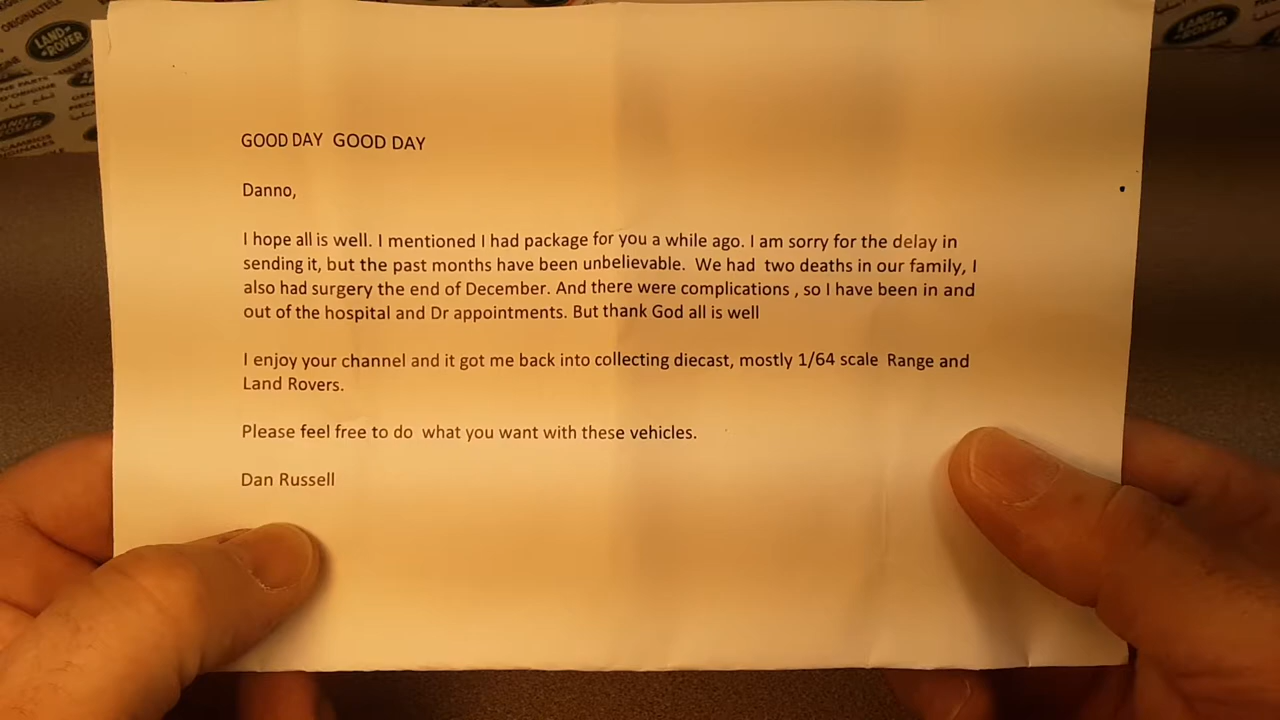 ORIGINALTEILE
LAND
ROVER
GOOD DAY  GOOD DAY
Danno,
I hope all is well. I mentioned I had package for you a while ago. I am sorry for the delay in
sending it, but the past months have been unbelievable.  We had  two deaths in our family, I
also had surgery the end of December. And there were complications , so I have been in and
out of the hospital and Dr appointments. But thank God all is well
I enjoy your channel and it got me back into collecting diecast, mostly 1/64 scale  Range and
Land Rovers.
Please feel free to do  what you want with these vehicles.
Dan Russell